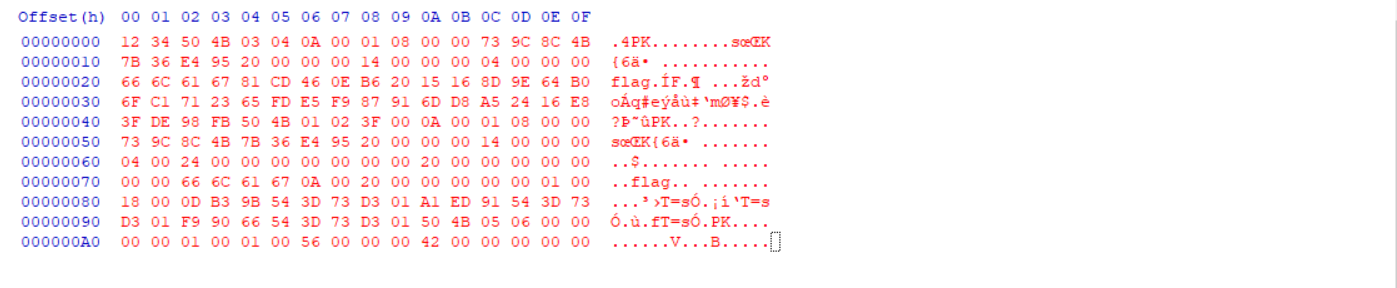 Offset(h) 00 01 02 03 04 05 06 07 08 09 0A 0B 0C 0D 0E 0F
00000000 12 34 50 4B 03 04 0A 00 01 08 00 00 73 9C 8C 4B .4PK........sœŒK
00000010 7B 36 E4 95 20 00 00 00 14 00 00 00 04 00 00 00 {6ä• ...........
00000020 66 6C 61 67 81 CD 46 0E B6 20 15 16 8D 9E 64 B0 flag.ÍF.¶ ...žd°
00000030 6F C1 71 23 65 FD E5 F9 87 91 6D D8 A5 24 16 E8 oÁq#eýåù‡‘mØ¥$.è
00000040 3F DE 98 FB 50 4B 01 02 3F 00 0A 00 01 08 00 00 ?Þ˜ûPK..?.......
00000050 73 9C 8C 4B 7B 36 E4 95 20 00 00 00 14 00 00 00 sœŒK{6ä• .......
00000060 04 00 24 00 00 00 00 00 00 00 20 00 00 00 00 00 ..$....... .....
00000070 00 00 66 6C 61 67 0A 00 20 00 00 00 00 00 01 00 ..flag.. .......
00000080 18 00 0D B3 9B 54 3D 73 D3 01 A1 ED 91 54 3D 73 ...³›T=sÓ.¡í‘T=s
00000090 D3 01 F9 90 66 54 3D 73 D3 01 50 4B 05 06 00 00 Ó.ù.fT=sÓ.PK....
000000A0 00 00 01 00 01 00 56 00 00 00 42 00 00 00 00 00 ......V...B.....